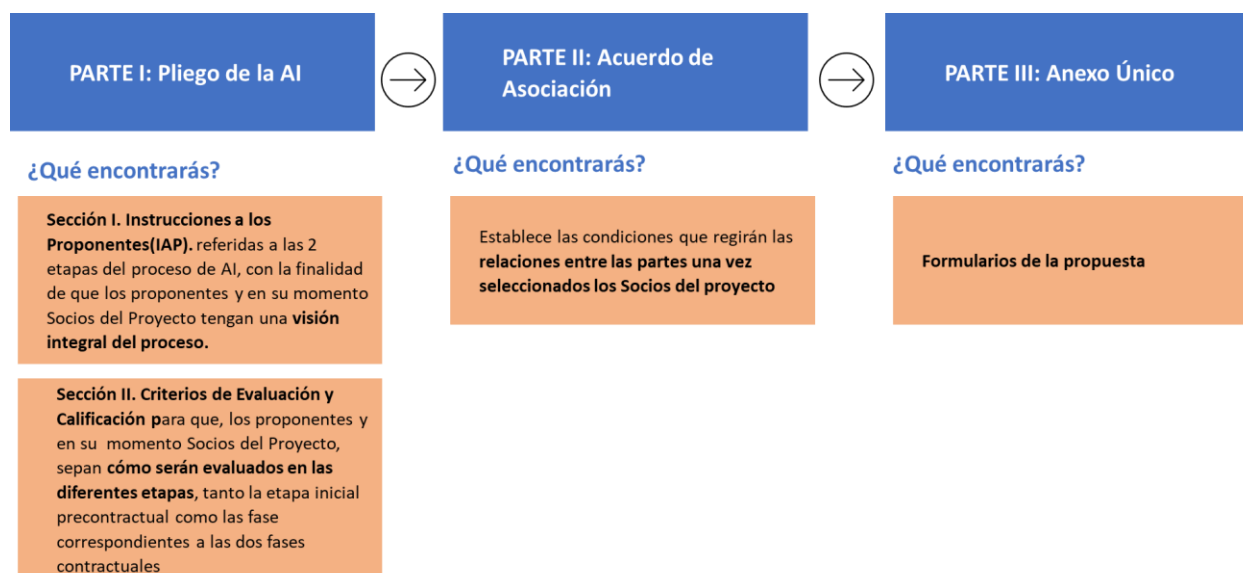 PARTE I: Pliego de la AI
PARTE II: Acuerdo de
Asociación
PARTE III: Anexo Único
¿Qué encontrarás?
Sección I. Instrucciones a los
Proponentes(IAP). referidas a las 2
etapas del proceso de AI, con la finalidad
de que los proponentes y en su momento
Socios del Proyecto tengan una visión
integral del proceso.
Sección II. Criterios de Evaluación y
Calificación para que, los proponentes y
en su momento Socios del Proyecto,
sepan cómo serán evaluados en las
diferentes etapas, tanto la etapa inicial
precontractual como las fase
correspondientes a las dos fases
contractuales
¿Qué encontrarás?
Establece las condiciones que regirán las
relaciones entre las partes una vez
seleccionados los Socios del proyecto
¿Qué encontrarás?
Formularios de la propuesta